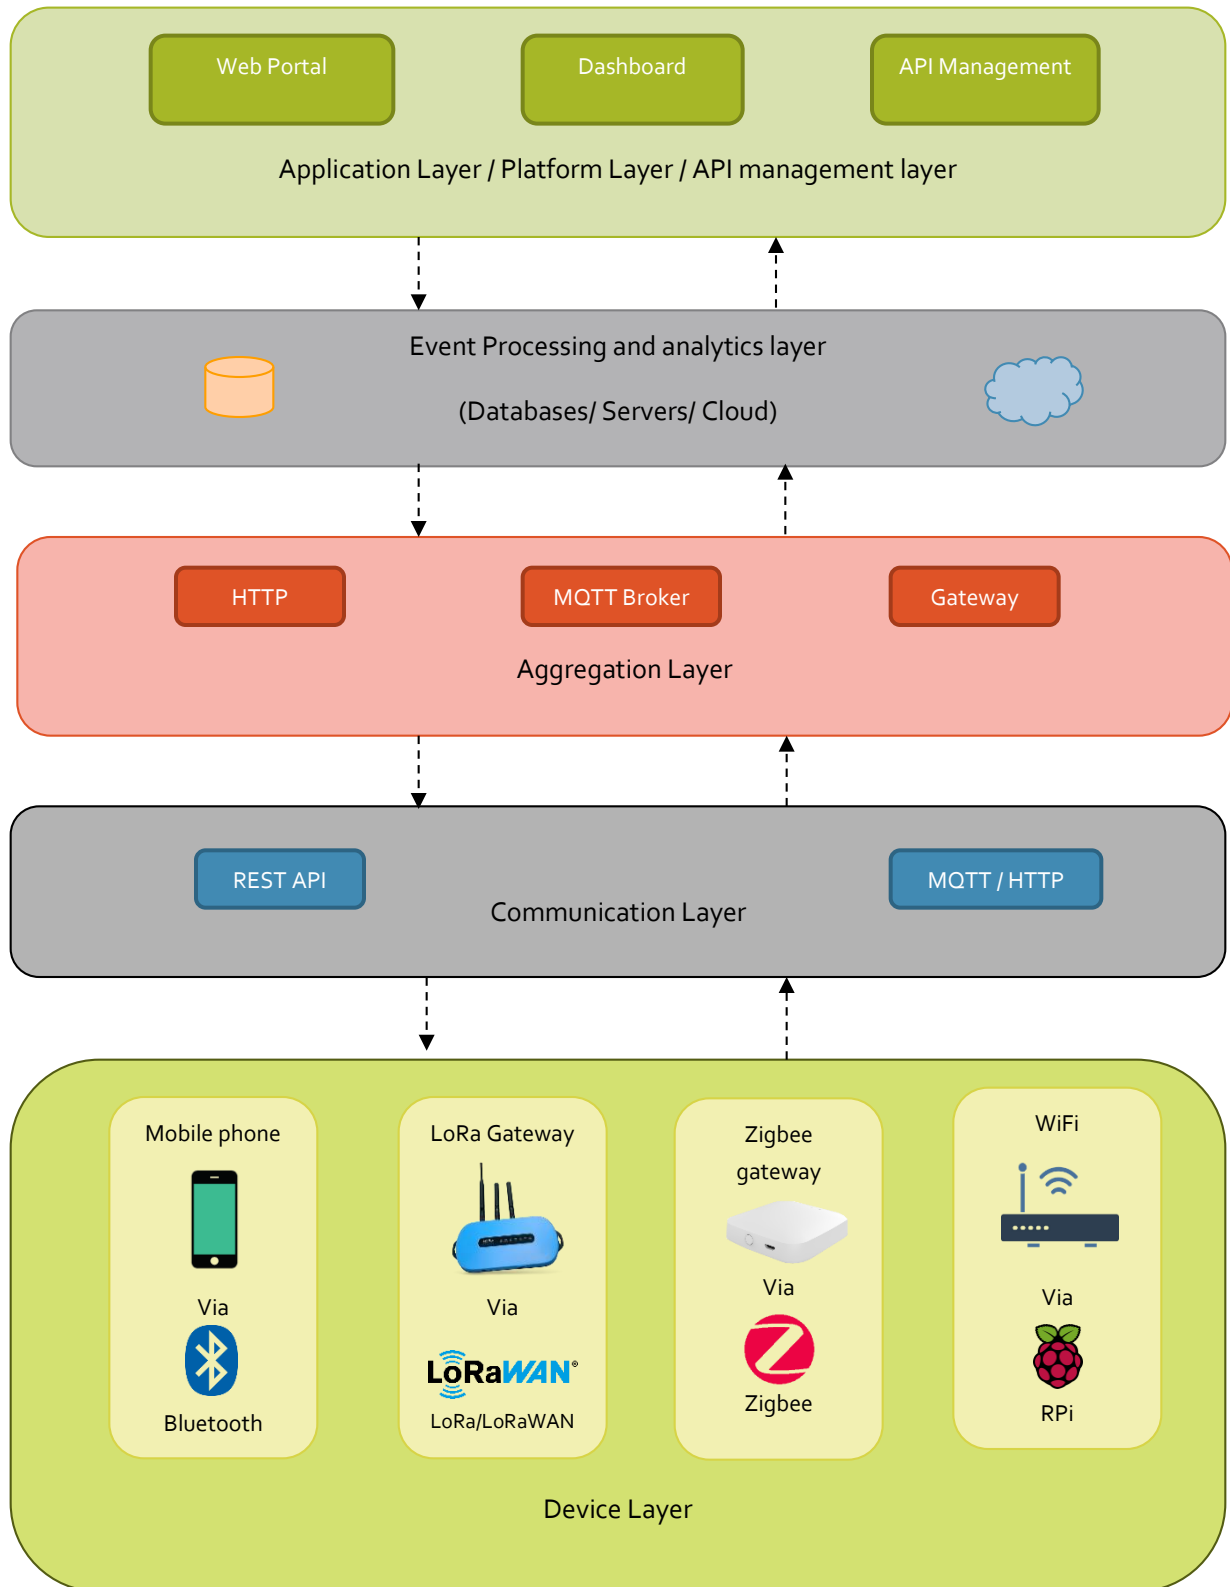 Web Portal
Dashboard
API Management
Application Layer / Platform Layer / API management layer
Event Processing and analytics layer
(Databases/ Servers/ Cloud)
HTTP
MQTT Broker
Gateway
Aggregation Layer
REST API
MQTT / HTTP
Communication Layer
Mobile phone
Via
Bluetooth
LoRa Gateway
Via
LoRaWAN®
LoRa/LoRaWAN
Zigbee
gateway
Via
Zigbee
WiFi
Via
RPi
Device Layer